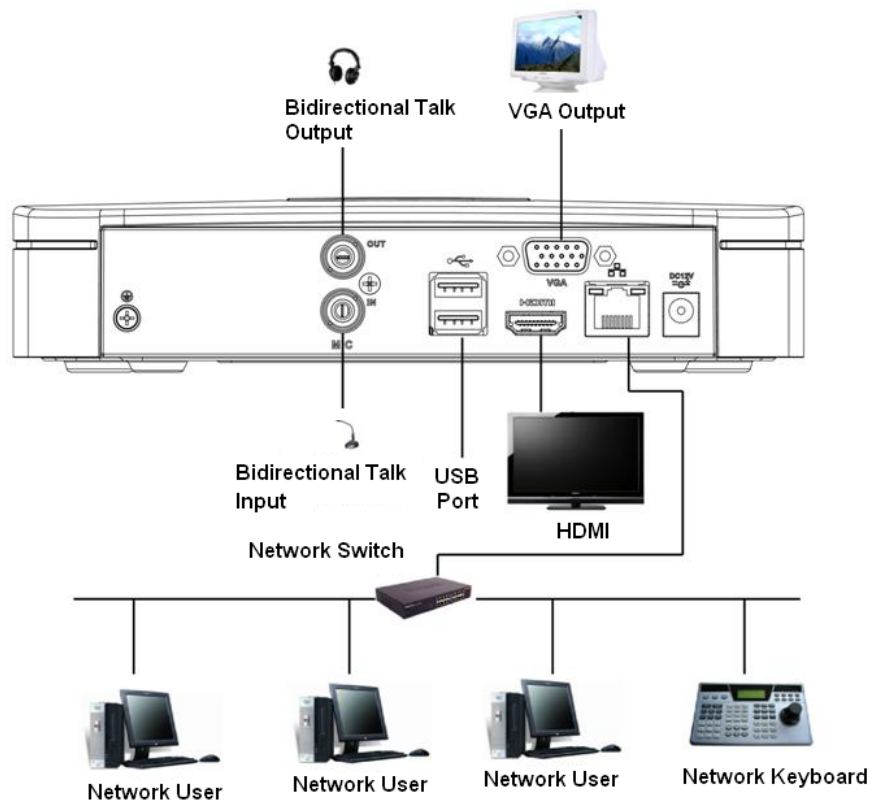 Bidirectional Talk
Output
VGA Output
OUT
IN
MIC
VGA
HDMI
DC12V
Bidirectional Talk
Input
USB
Port
HDMI
Network Switch
Network User
Network User
Network User
Network Keyboard